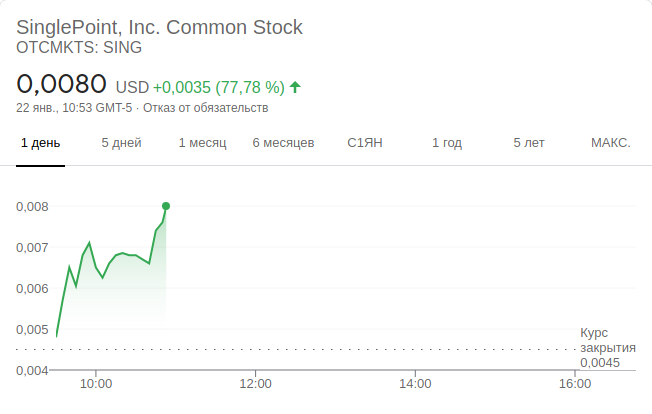 SinglePoint, Inc. Common Stock
OTCMKTS: SING
0,0080 USD +0,0035 (77,78 %)
22 янв., 10:53 GMT-5 · Отказ от обязательств
1 день 5 дней 1 месяц 6 месяцев С1ЯН 1 год 5 лет МАКС.
0,008
0,007
0,006
0,005
Курс
закрытия
0,0045
0,004
10:00 12:00 14:00 16:00